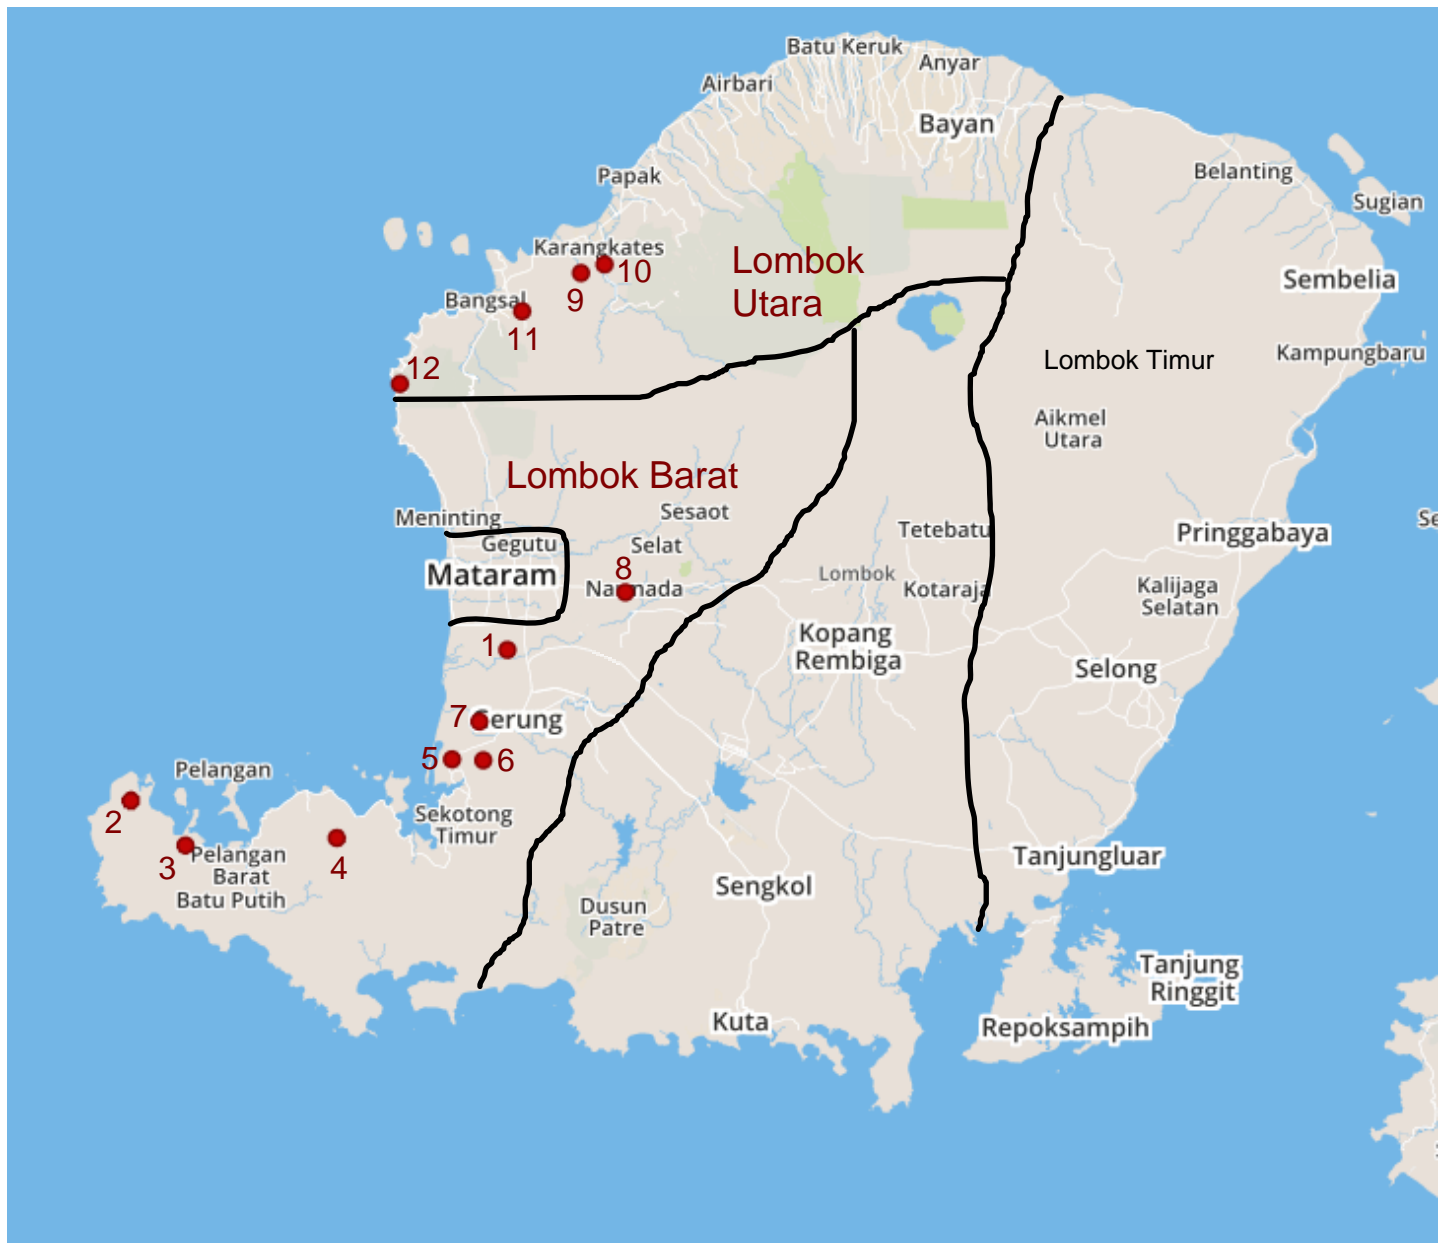 Batu Keruk
Anyar
Airbari
Bayan
Belanting
Papak
Sugian
Karangkates
10
Lombok
Utara
9
Sembelia
Bangsal
11
Kampungbaru
Lombok Timur
12
Aikmel
Utara
Lombok Barat
Sesaot
Meninting
Se
Tetebatu
Pringgabaya
Gegutu
Selat
Mataram
8
Lombok
Narmada
Kotaraja
Kalijaga
Selatan
Kopang
Rembiga
1
Selong
7
Gerung
5
6
Pelangan
Sekotong
Timur
2
3
Pelangan
Barat
Batu Putih
4
Tanjungluar
Sengkol
Dusun
Patre
Tanjung
Ringgit
Kuta
Repoksampih